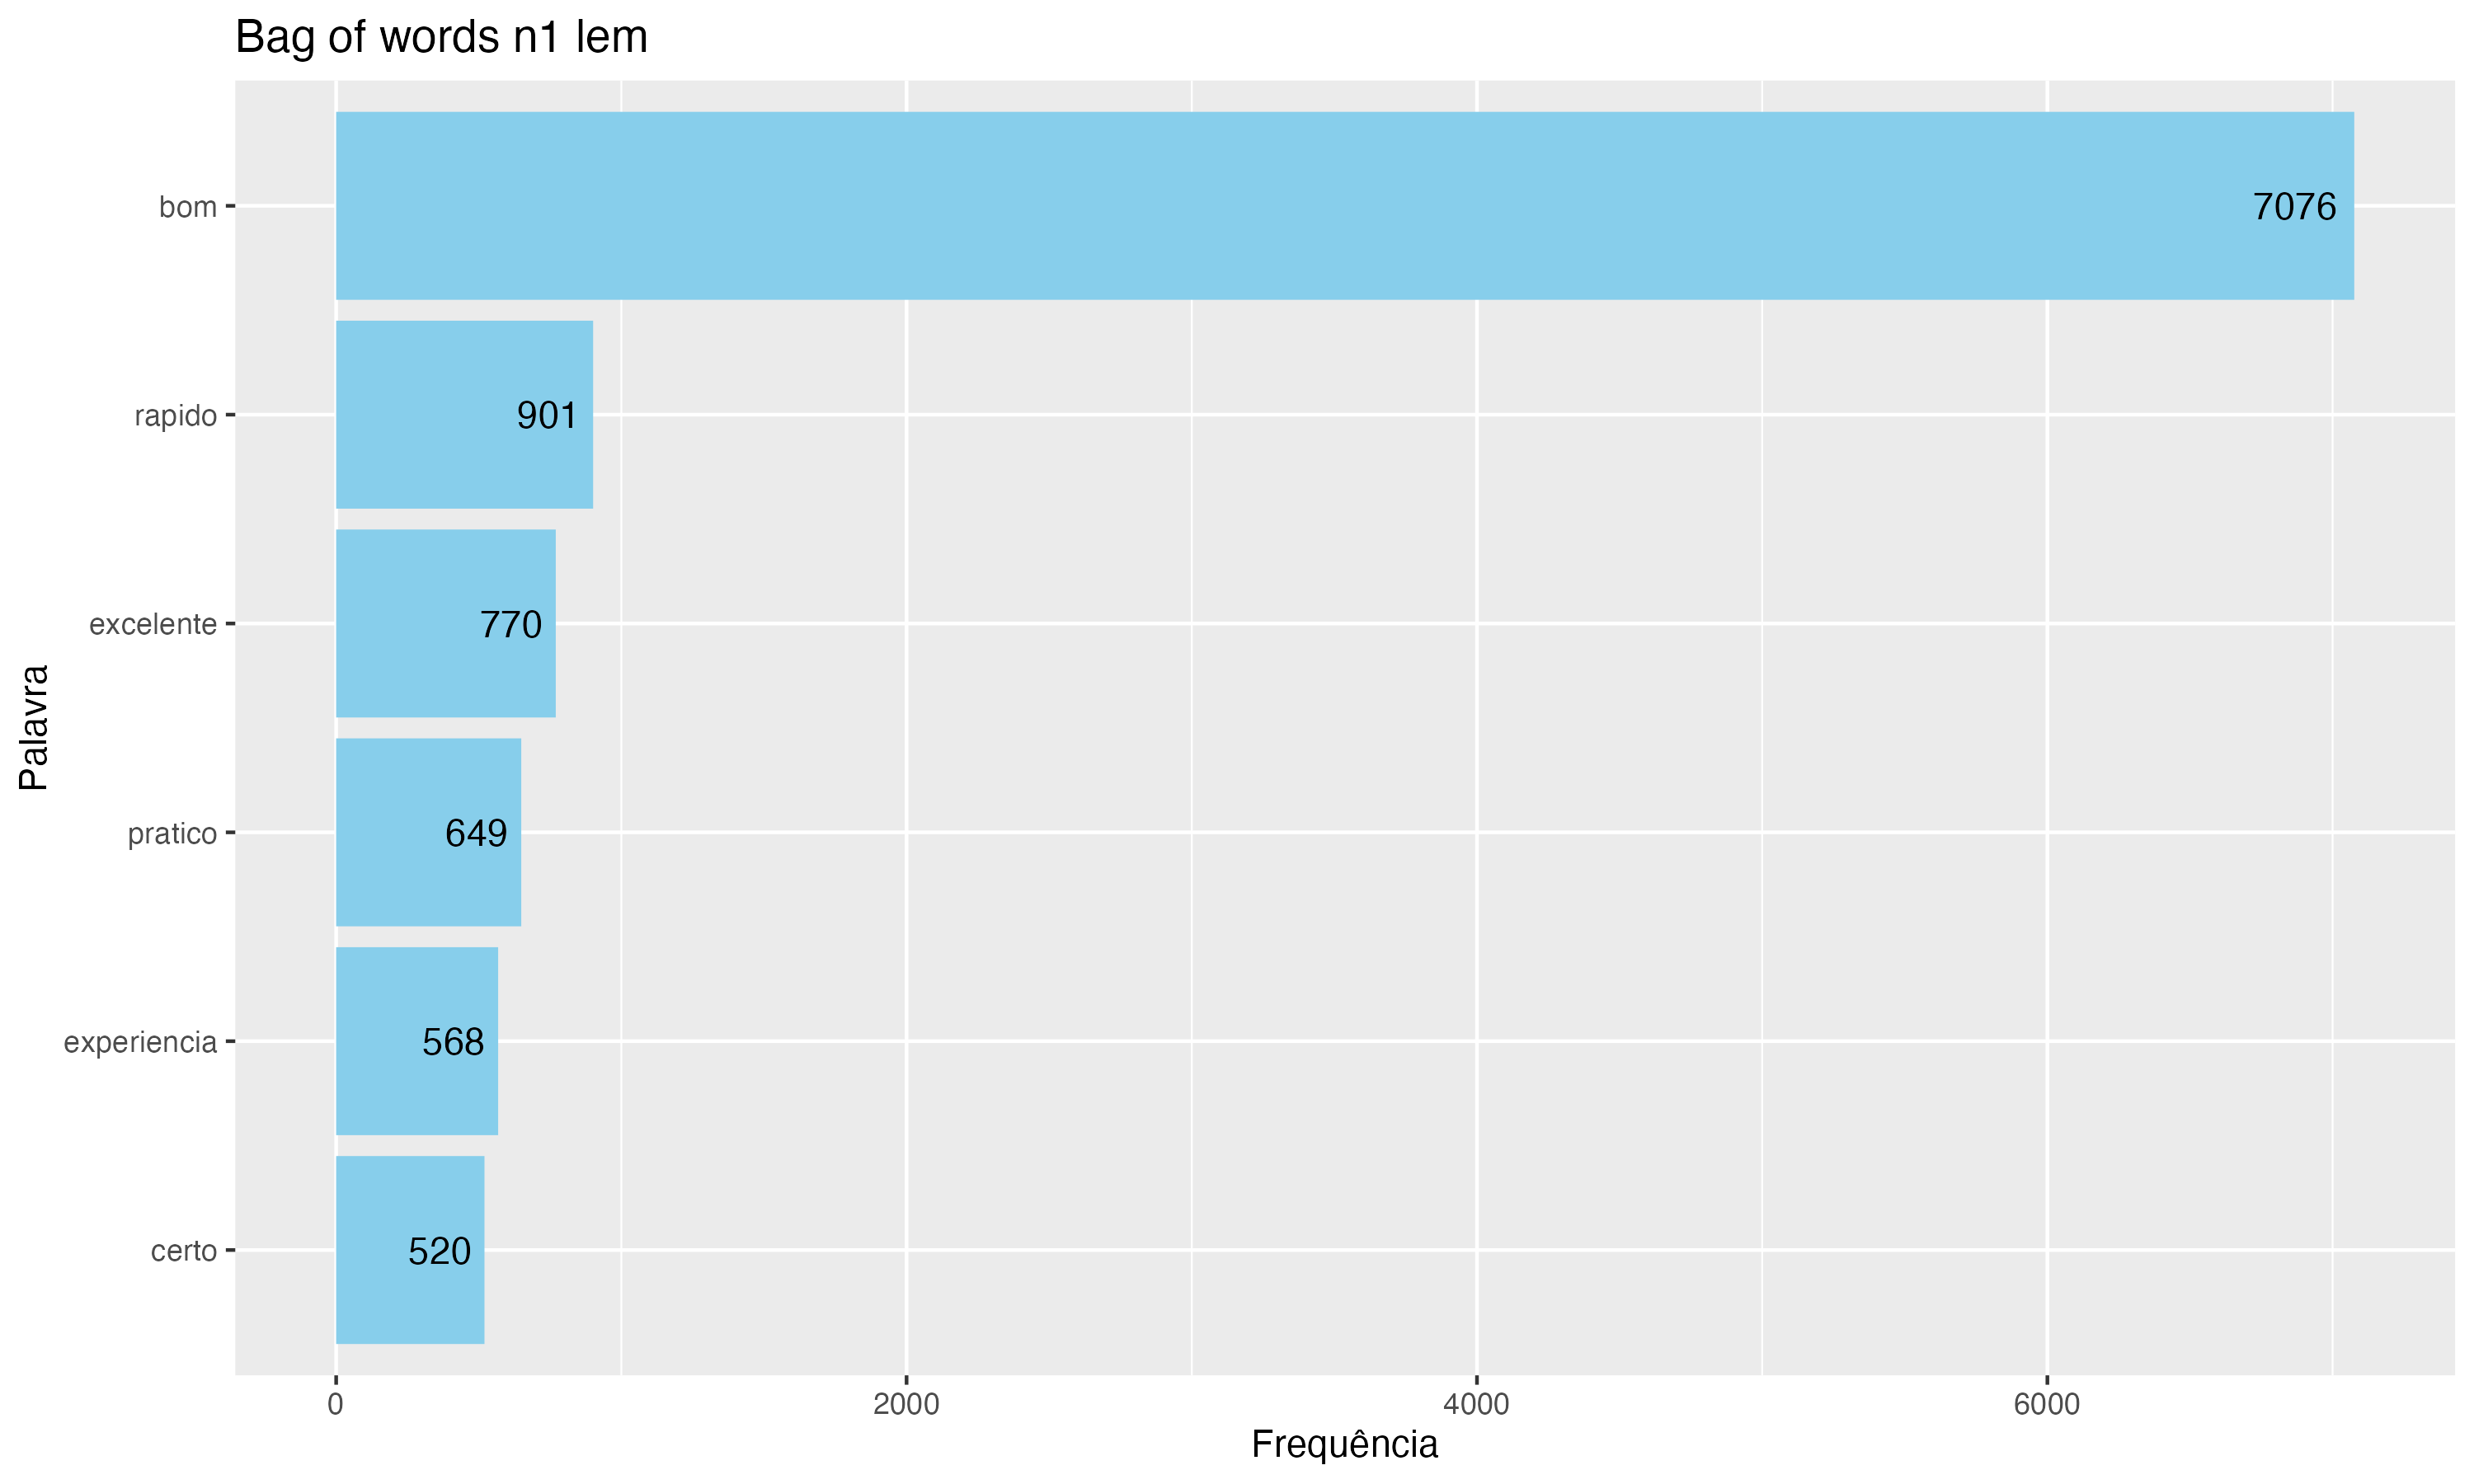 Bag of words n1 lem
Palavra
bom
7076
rapido
901
excelente
770
pratico
649
experiencia
568
certo
520
0
2000
4000
6000
Frequência